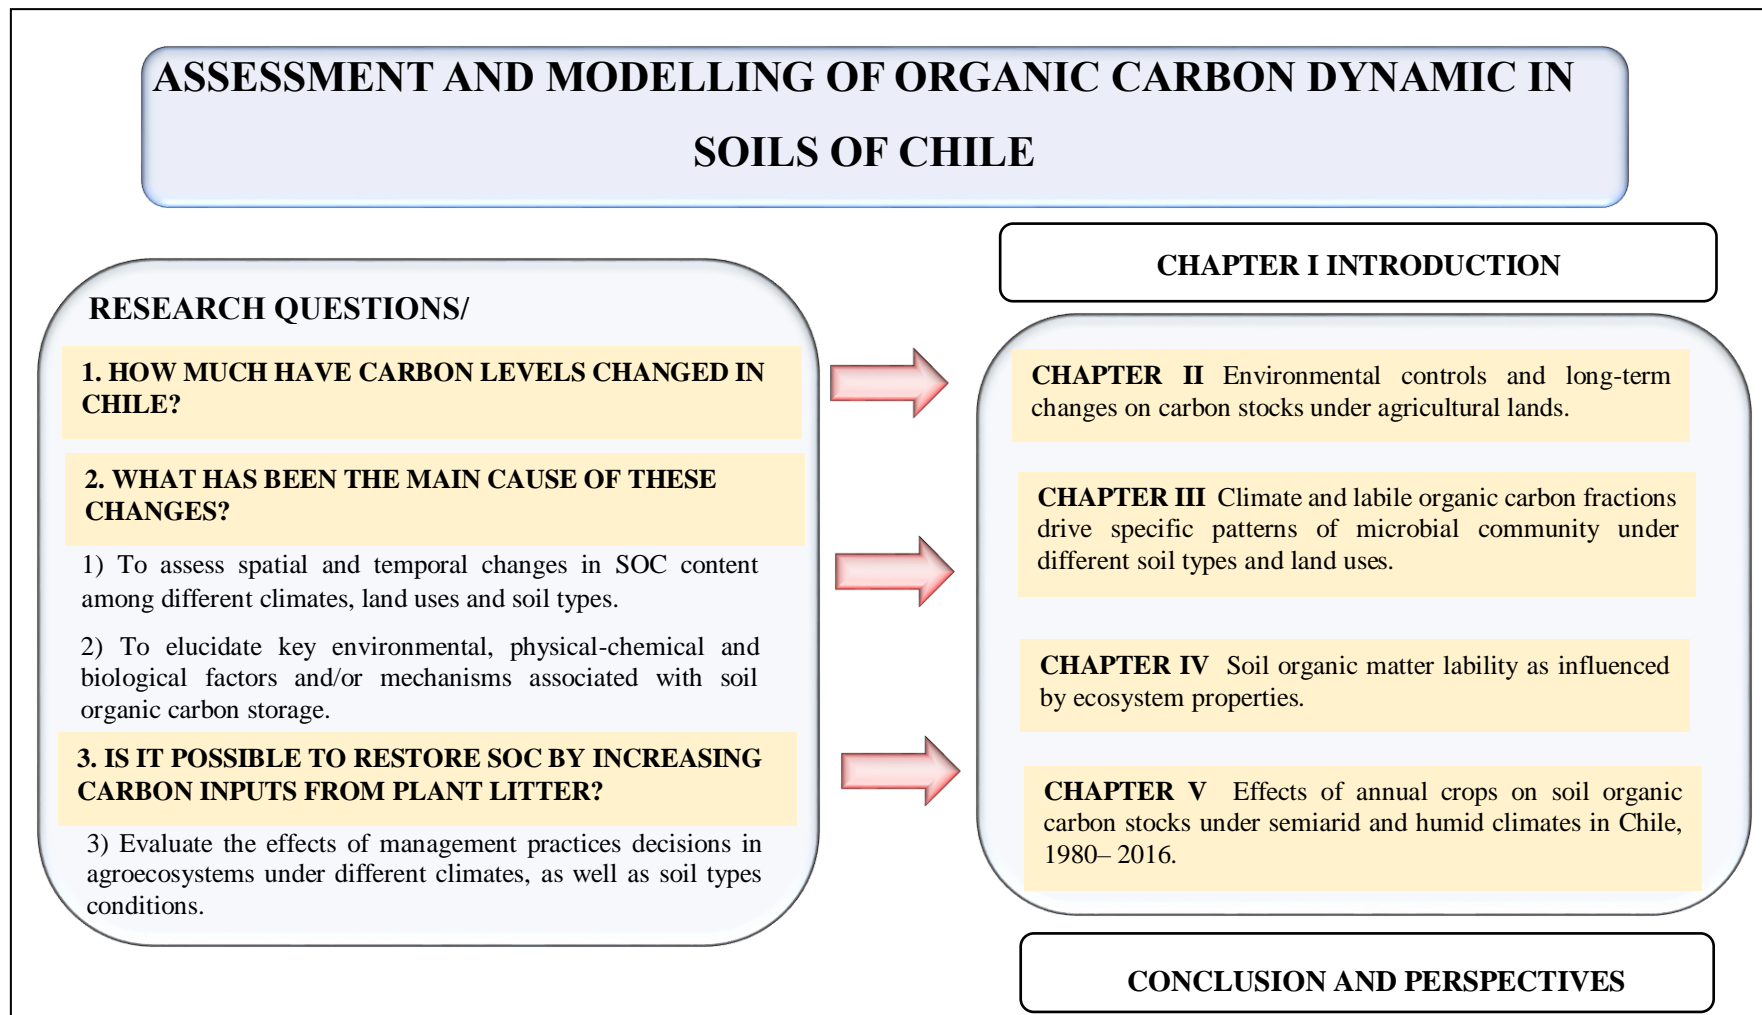 ASSESSMENT AND MODELLING OF ORGANIC CARBON DYNAMIC IN
SOILS OF CHILE
RESEARCH QUESTIONS/
1. HOW MUCH HAVE CARBON LEVELS CHANGED IN
CHILE?
2. WHAT HAS BEEN THE MAIN CAUSE OF THESE
CHANGES?
1) To assess spatial and temporal changes in SOC content
among different climates, land uses and soil types.
2) To elucidate key environmental, physical-chemical and
biological factors and/or mechanisms associated with soil
organic carbon storage.
3. IS IT POSSIBLE TO RESTORE SOC BY INCREASING
CARBON INPUTS FROM PLANT LITTER?
3) Evaluate the effects of management practices decisions in
agroecosystems under different climates, as well as soil types
conditions.
CHAPTER I INTRODUCTION
CHAPTER II Environmental controls and long-term
changes on carbon stocks under agricultural lands.
CHAPTER III Climate and labile organic carbon fractions
drive specific patterns of microbial community under
different soil types and land uses.
CHAPTER IV Soil organic matter lability as influenced
by ecosystem properties.
CHAPTER V Effects of annual crops on soil organic
carbon stocks under semiarid and humid climates in Chile,
1980– 2016.
CONCLUSION AND PERSPECTIVES